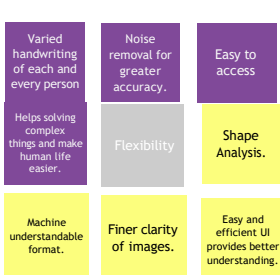 Varied
handwriting
of each and
every person
Noise
removal for
greater
accuracy.
Easy to
access
Helps solving
complex
things and make
human life
easier.
Flexibility
Shape
Analysis.
Machine
understandable
format.
Finer clarity
of images.
Easy and
efficient UI
provides better
understanding.